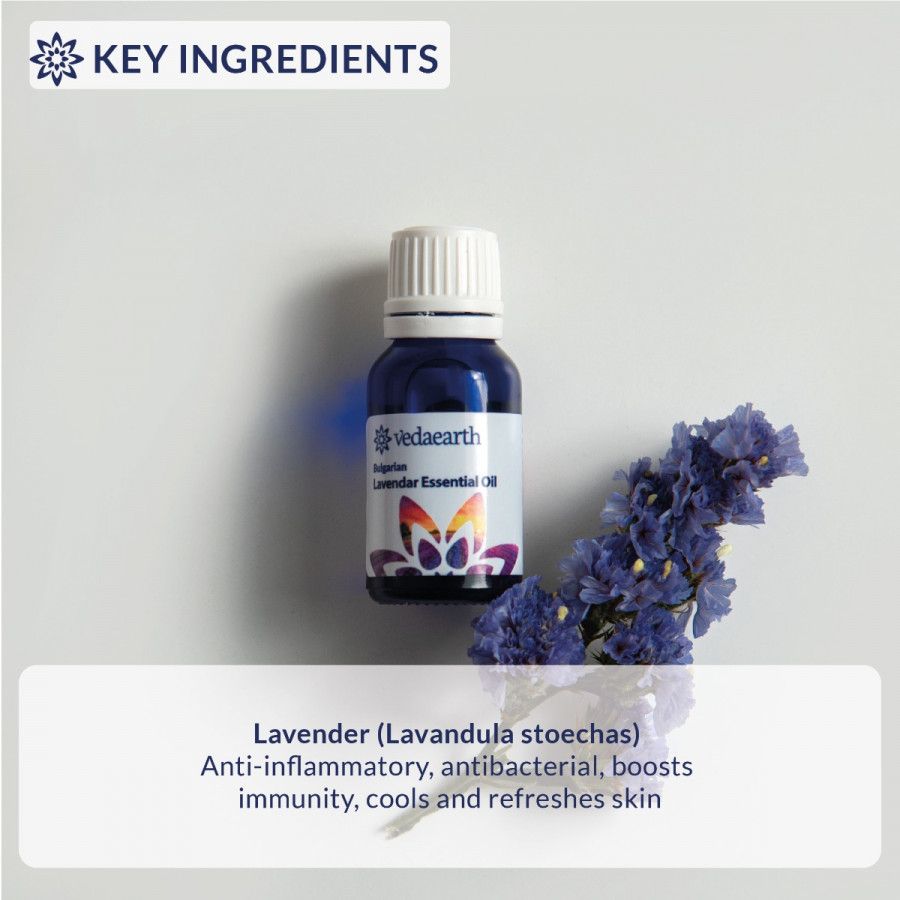 KEY INGREDIENTS
vedaearth
Bulgarian
Lavendar Essential Oil
Lavender (Lavandula stoechas)
Anti-inflammatory, antibacterial, boosts
immunity, cools and refreshes skin